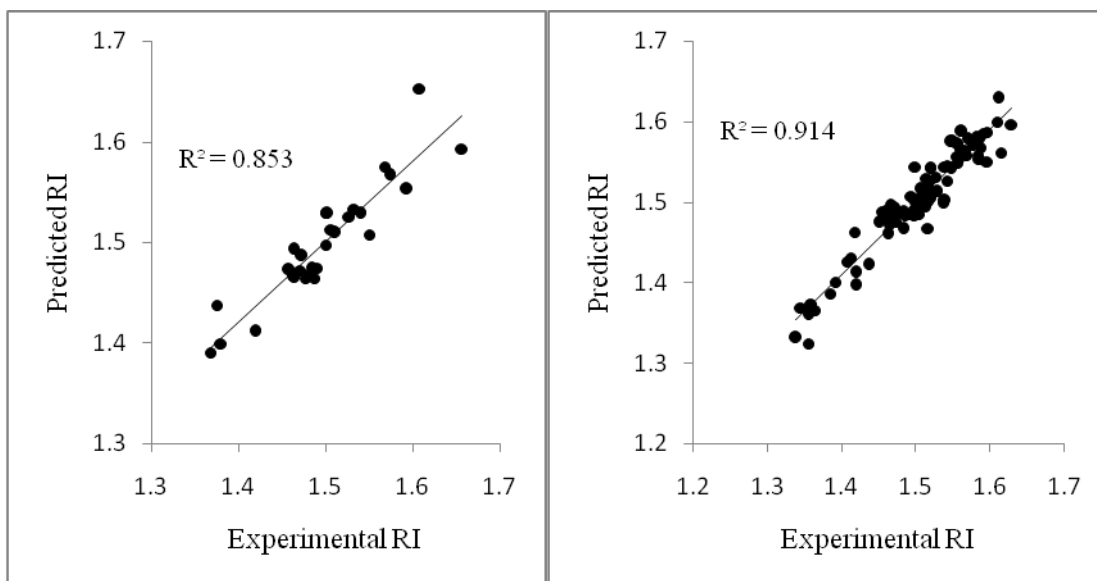 1.7
1.6
1.5
1.4
1.3
Predicted RI
R² = 0.853
1.3 1.4 1.5 1.6 1.7
Experimental RI
1.7
1.6
1.5
1.4
1.3
1.2
Predicted RI
R² = 0.914
1.2 1.3 1.4 1.5 1.6 1.7
Experimental RI